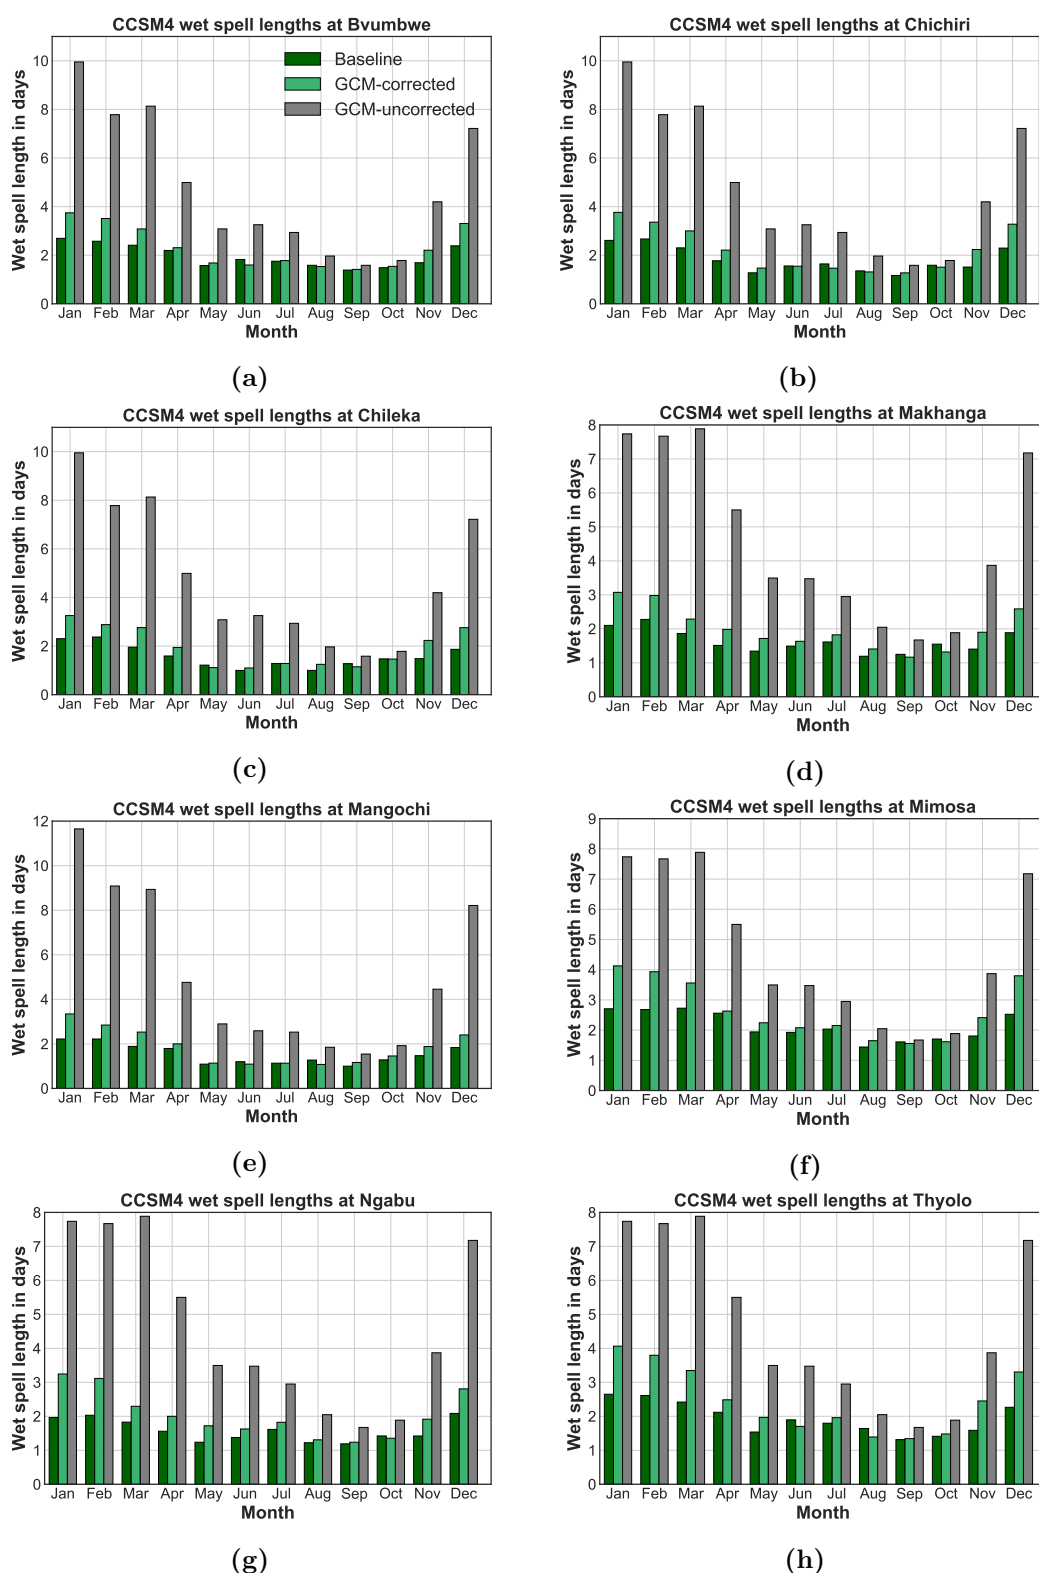 CCSM4 wet spell lengths at Bvumbwe
Wet spell length in days
10
8
6
4
2
0
Baseline
GCM-corrected
GCM-uncorrected
Jan Feb Mar Apr May Jun Jul Aug Sep Oct Nov Dec
Month
(a)
CCSM4 wet spell lengths at Chichiri
Wet spell length in days
10
8
6
4
2
0
Jan Feb Mar Apr May Jun Jul Aug Sep Oct Nov Dec
Month
(b)
CCSM4 wet spell lengths at Chileka
Wet spell length in days
10
8
6
4
2
0
Jan Feb Mar Apr May Jun Jul Aug Sep Oct Nov Dec
Month
(c)
CCSM4 wet spell lengths at Makhanga
Wet spell length in days
8
7
6
5
4
3
2
1
0
Jan Feb Mar Apr May Jun Jul Aug Sep Oct Nov Dec
Month
(d)
CCSM4 wet spell lengths at Mangochi
Wet spell length in days
12
10
8
6
4
2
0
Jan Feb Mar Apr May Jun Jul Aug Sep Oct Nov Dec
Month
(e)
CCSM4 wet spell lengths at Mimosa
Wet spell length in days
9
8
7
6
5
4
3
2
1
0
Jan Feb Mar Apr May Jun Jul Aug Sep Oct Nov Dec
Month
(f)
CCSM4 wet spell lengths at Ngabu
Wet spell length in days
8
7
6
5
4
3
2
1
0
Jan Feb Mar Apr May Jun Jul Aug Sep Oct Nov Dec
Month
(g)
CCSM4 wet spell lengths at Thyolo
Wet spell length in days
8
7
6
5
4
3
2
1
0
Jan Feb Mar Apr May Jun Jul Aug Sep Oct Nov Dec
Month
(h)